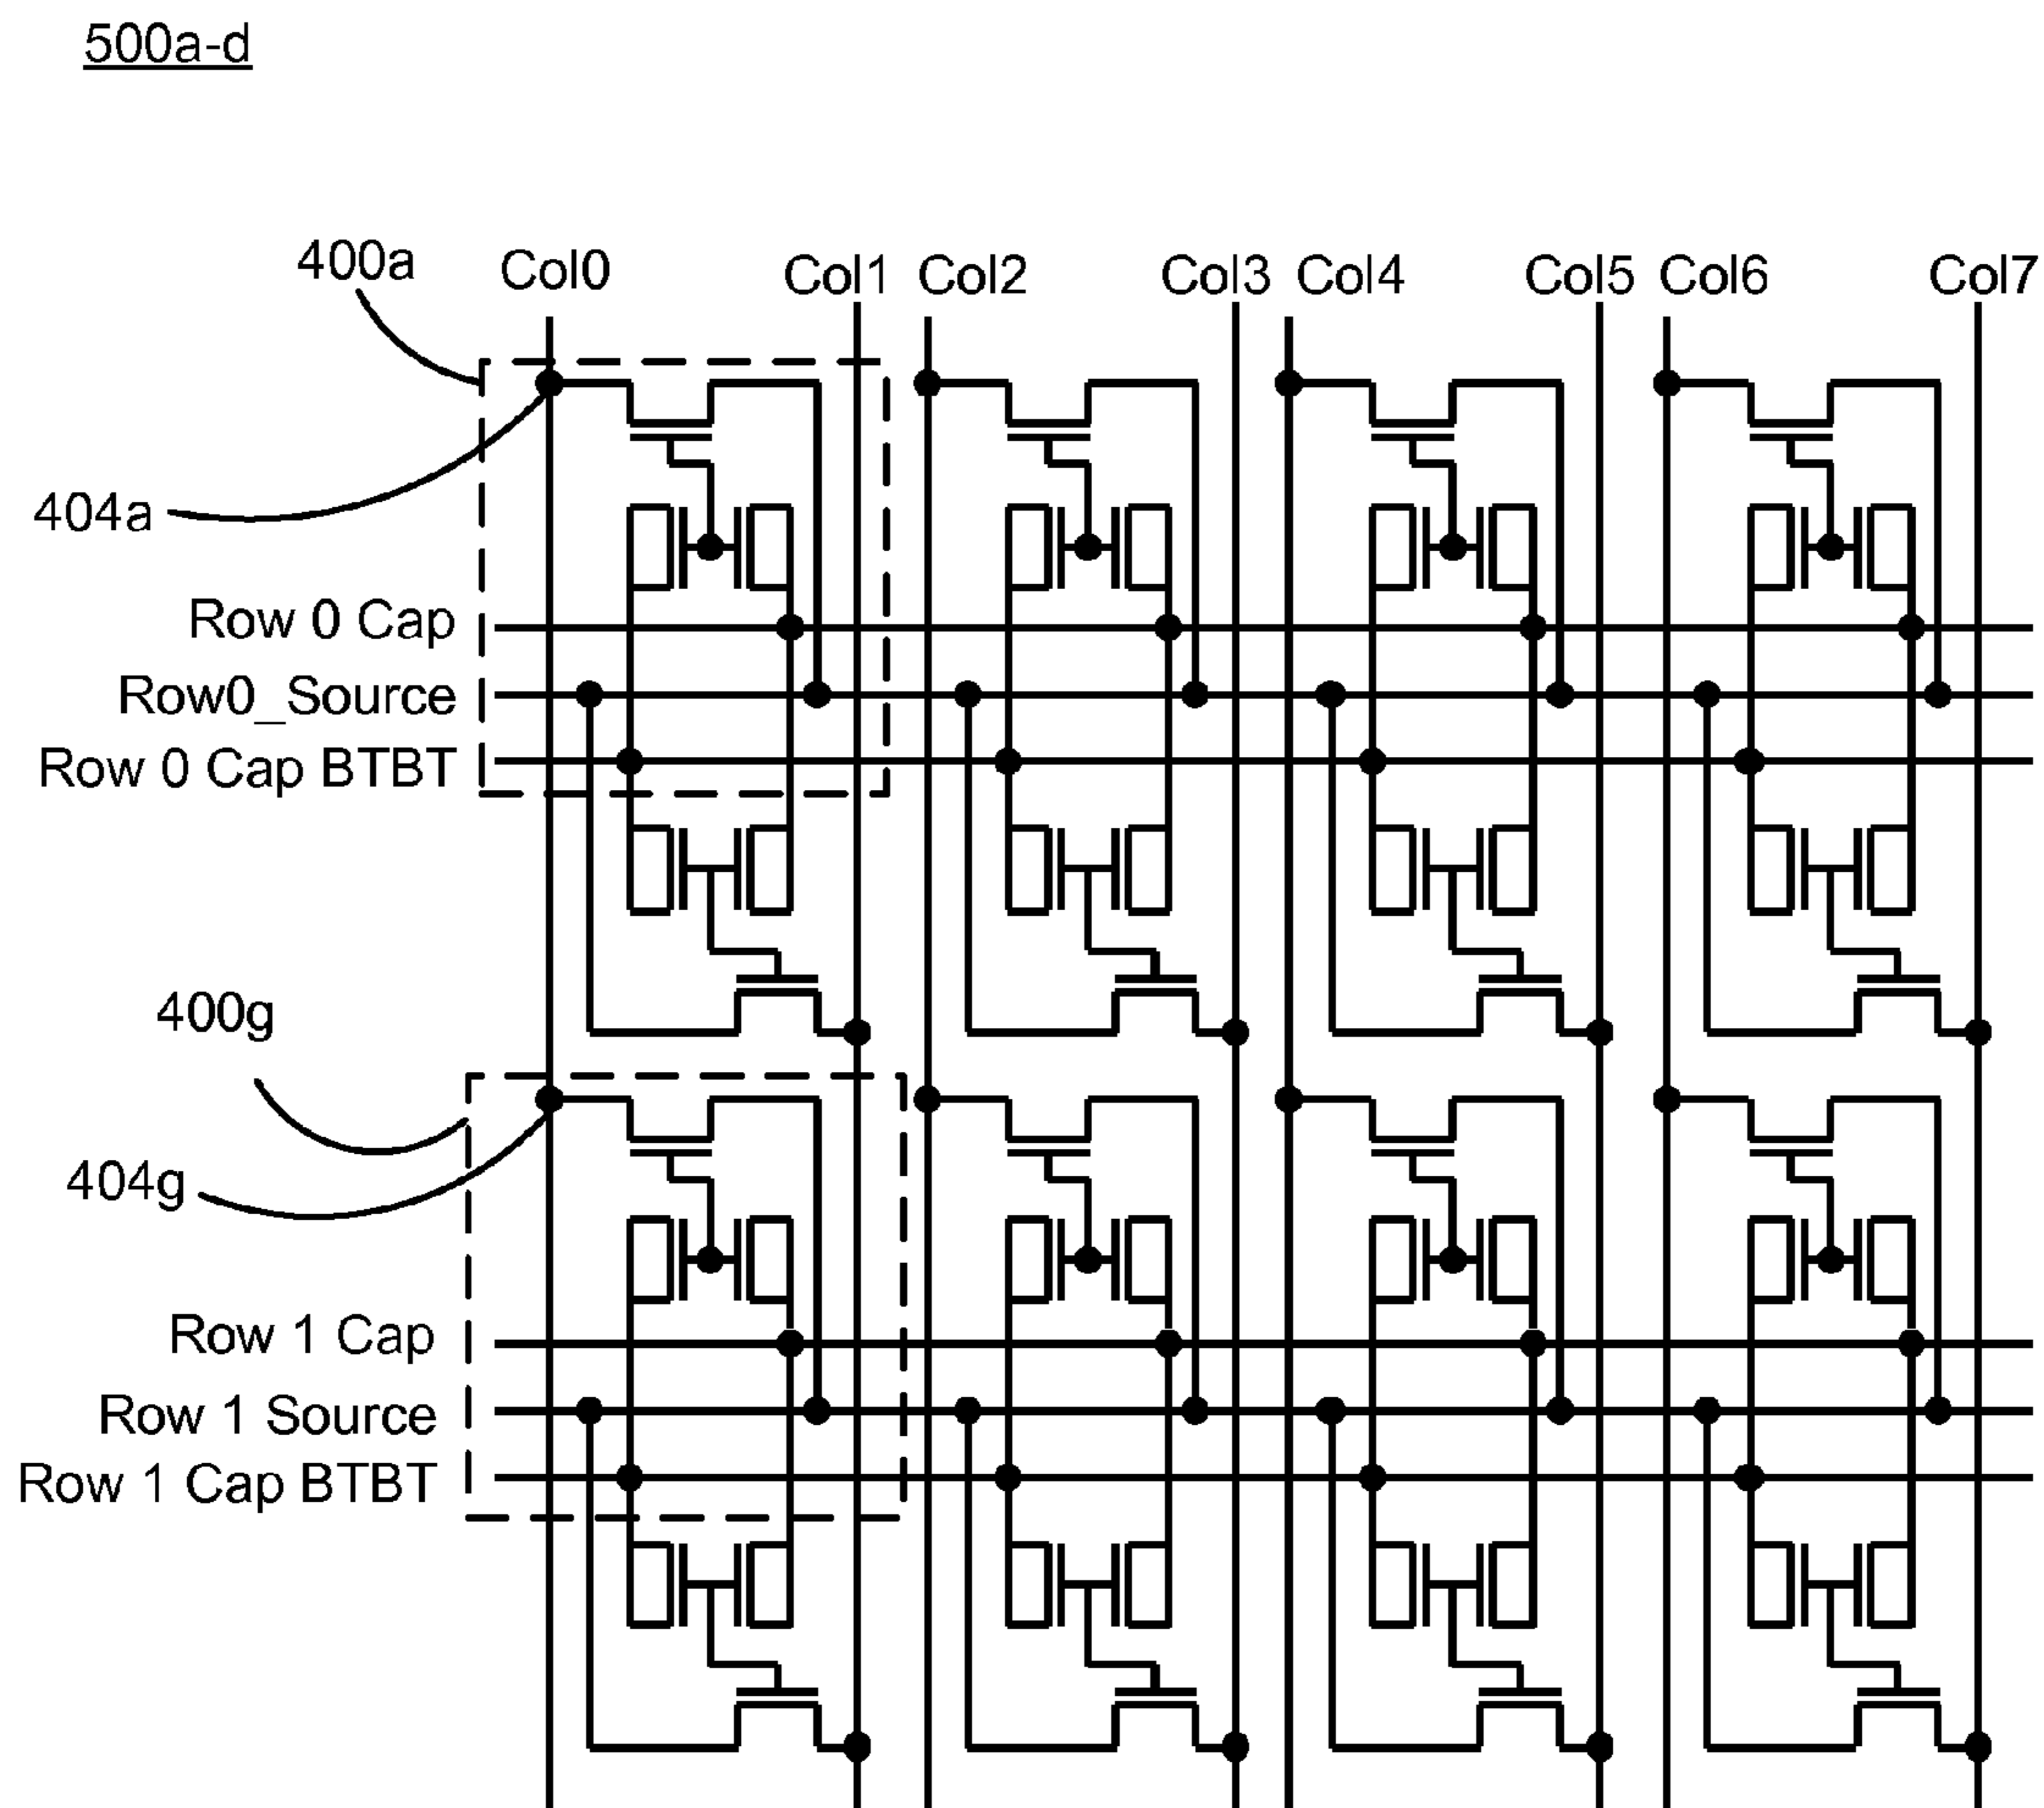 500a-d
400a
Col0 Col1 Col2 Col3 Col4 Col5 Col6 Col7
404a
Row 0 Cap
Row0_Source
Row 0 Cap BTBT
400g
404g
Row 1 Cap
Row 1 Source
Row 1 Cap BTBT